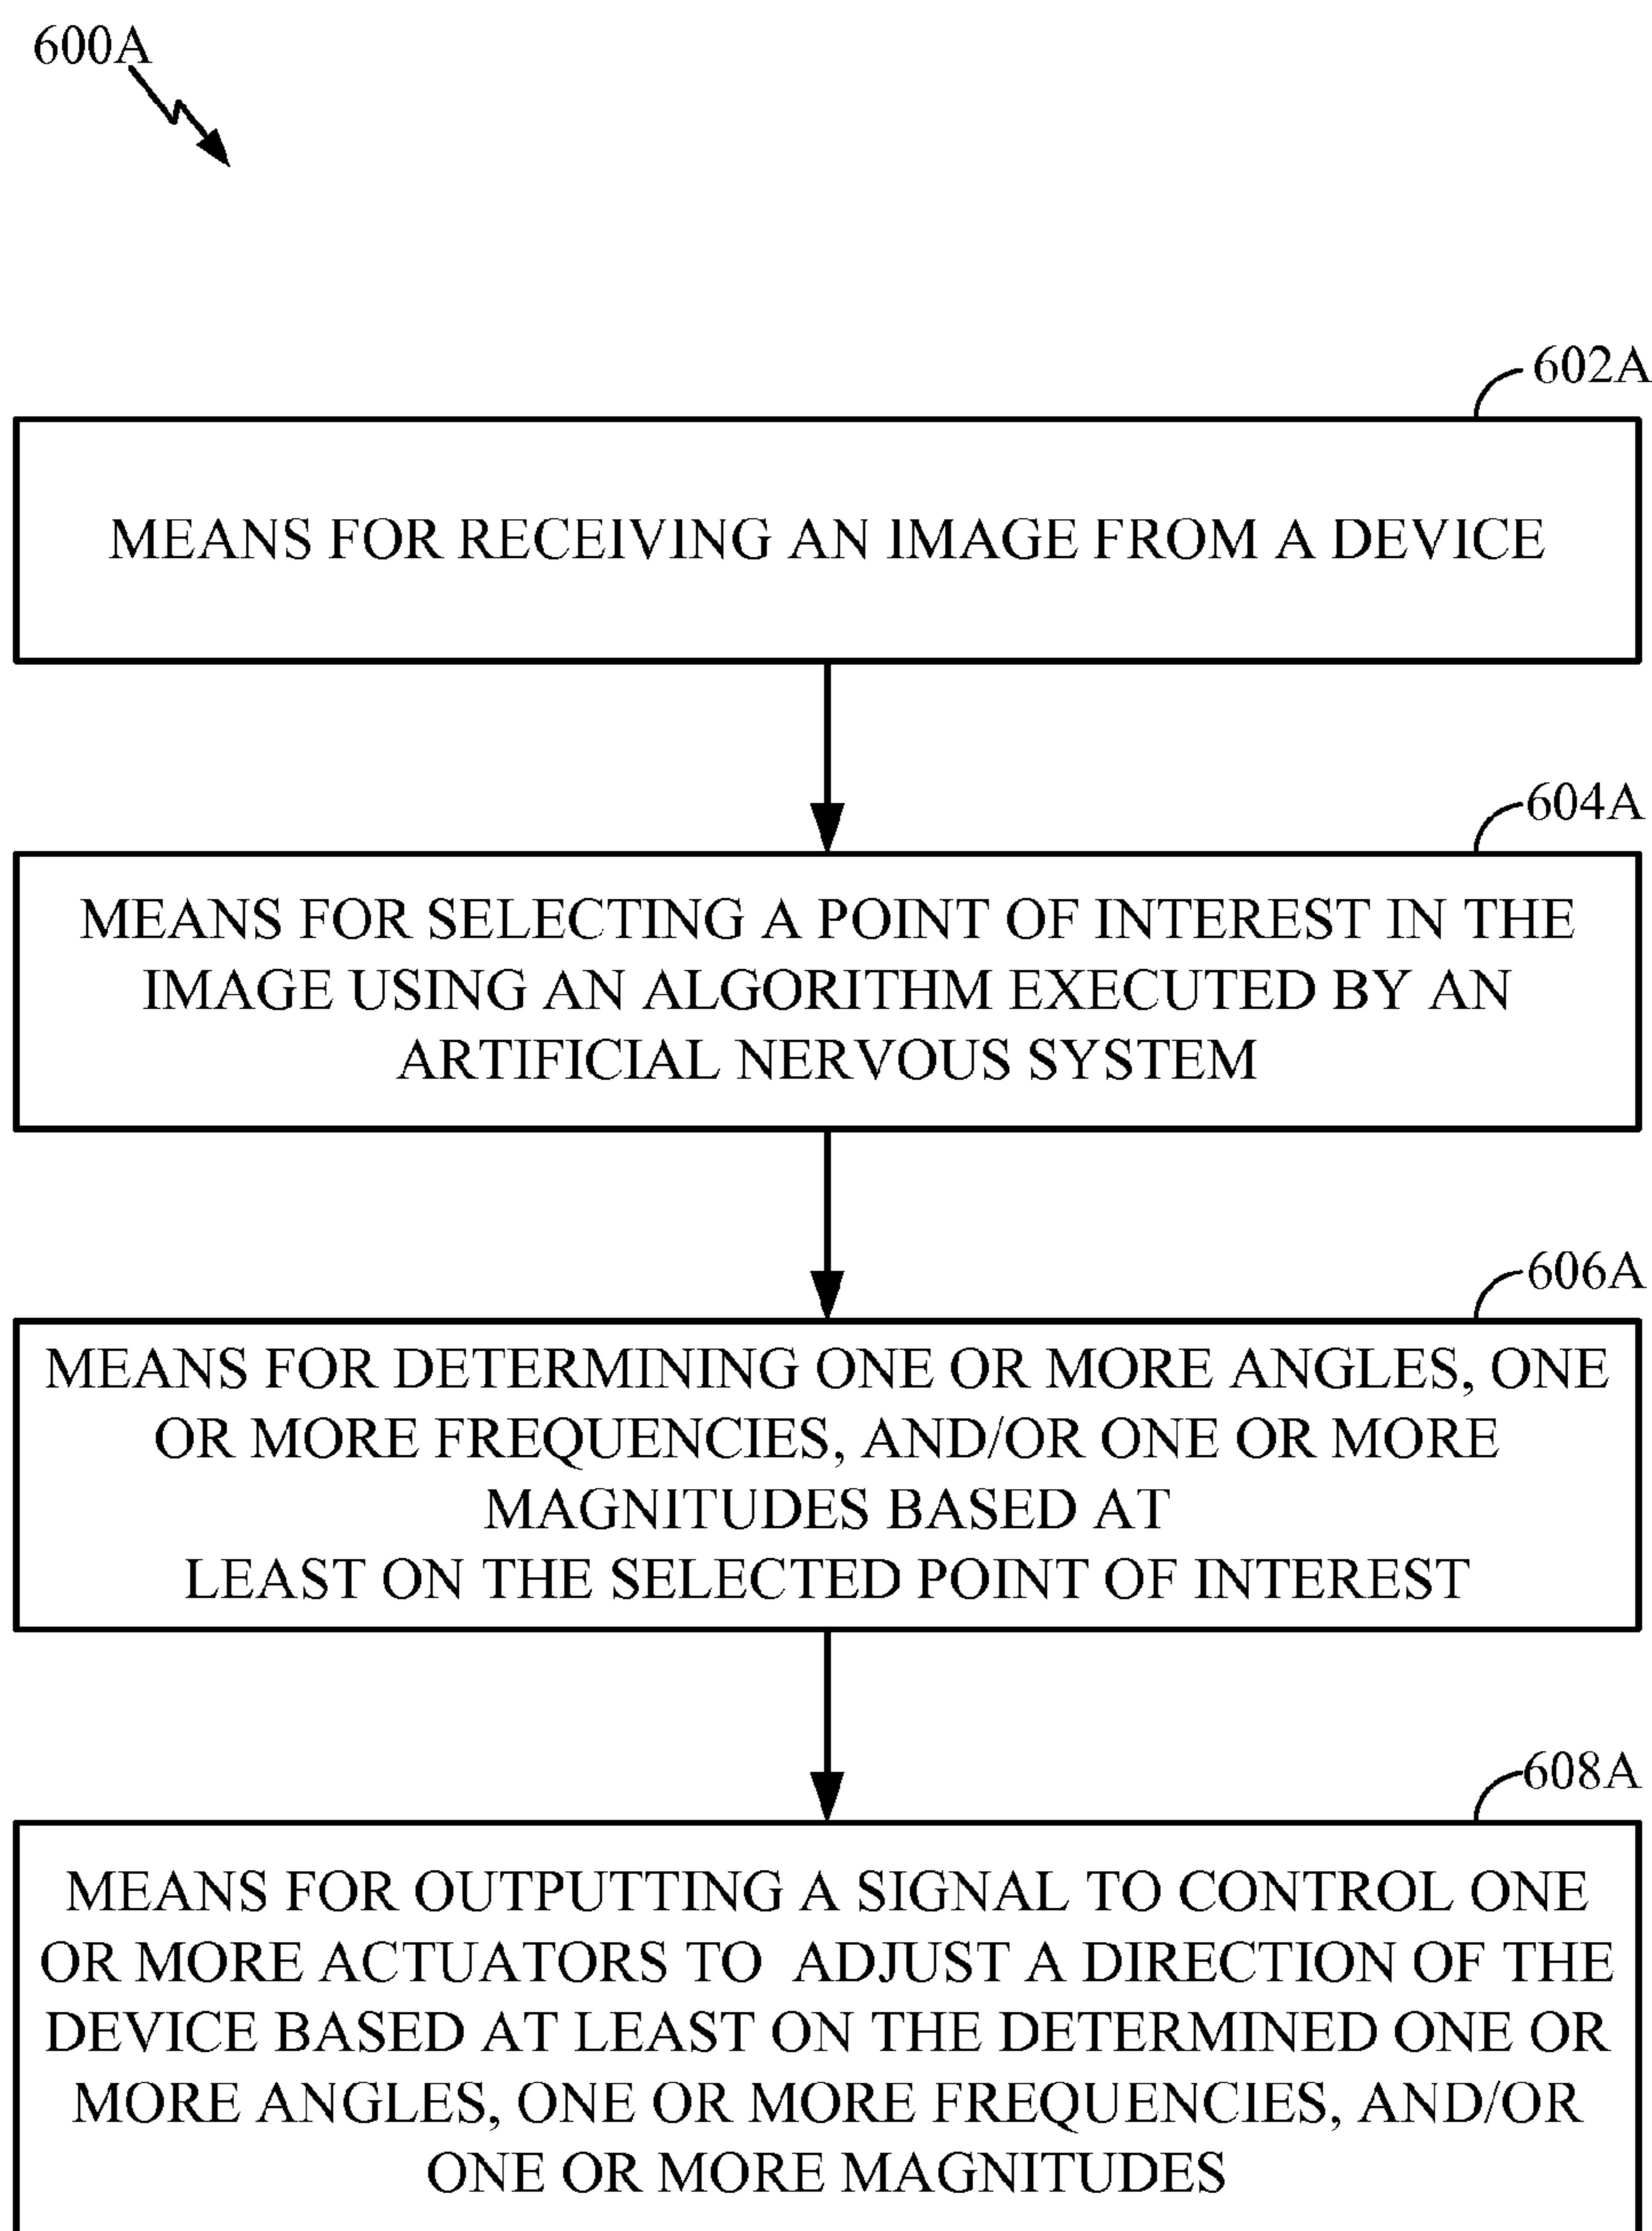 600A
602A
MEANS FOR RECEIVING AN IMAGE FROM A DEVICE
604A
MEANS FOR SELECTING A POINT OF INTEREST IN THE
IMAGE USING AN ALGORITHM EXECUTED BY AN
ARTIFICIAL NERVOUS SYSTEM
606A
MEANS FOR DETERMINING ONE OR MORE ANGLES, ONE
OR MORE FREQUENCIES, AND/OR ONE OR MORE
MAGNITUDES BASED AT
LEAST ON THE SELECTED POINT OF INTEREST
608A
MEANS FOR OUTPUTTING A SIGNAL TO CONTROL ONE
OR MORE ACTUATORS TO ADJUST A DIRECTION OF THE
DEVICE BASED AT LEAST ON THE DETERMINED ONE OR
MORE ANGLES, ONE OR MORE FREQUENCIES, AND/OR
ONE OR MORE MAGNITUDES